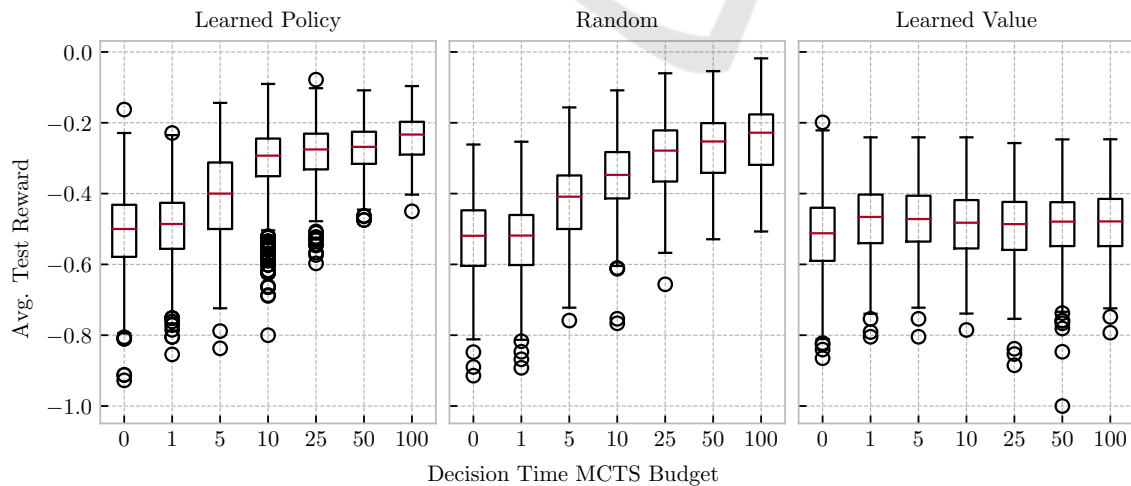 Learned Policy Random Learned Value
0.0
−0.2
−0.4
−0.6
−0.8
−1.0
Avg. Test Reward
0 1 5 10 25 50 100 0 1 5 10 25 50 100 0 1 5 10 25 50 100
Decision Time MCTS Budget